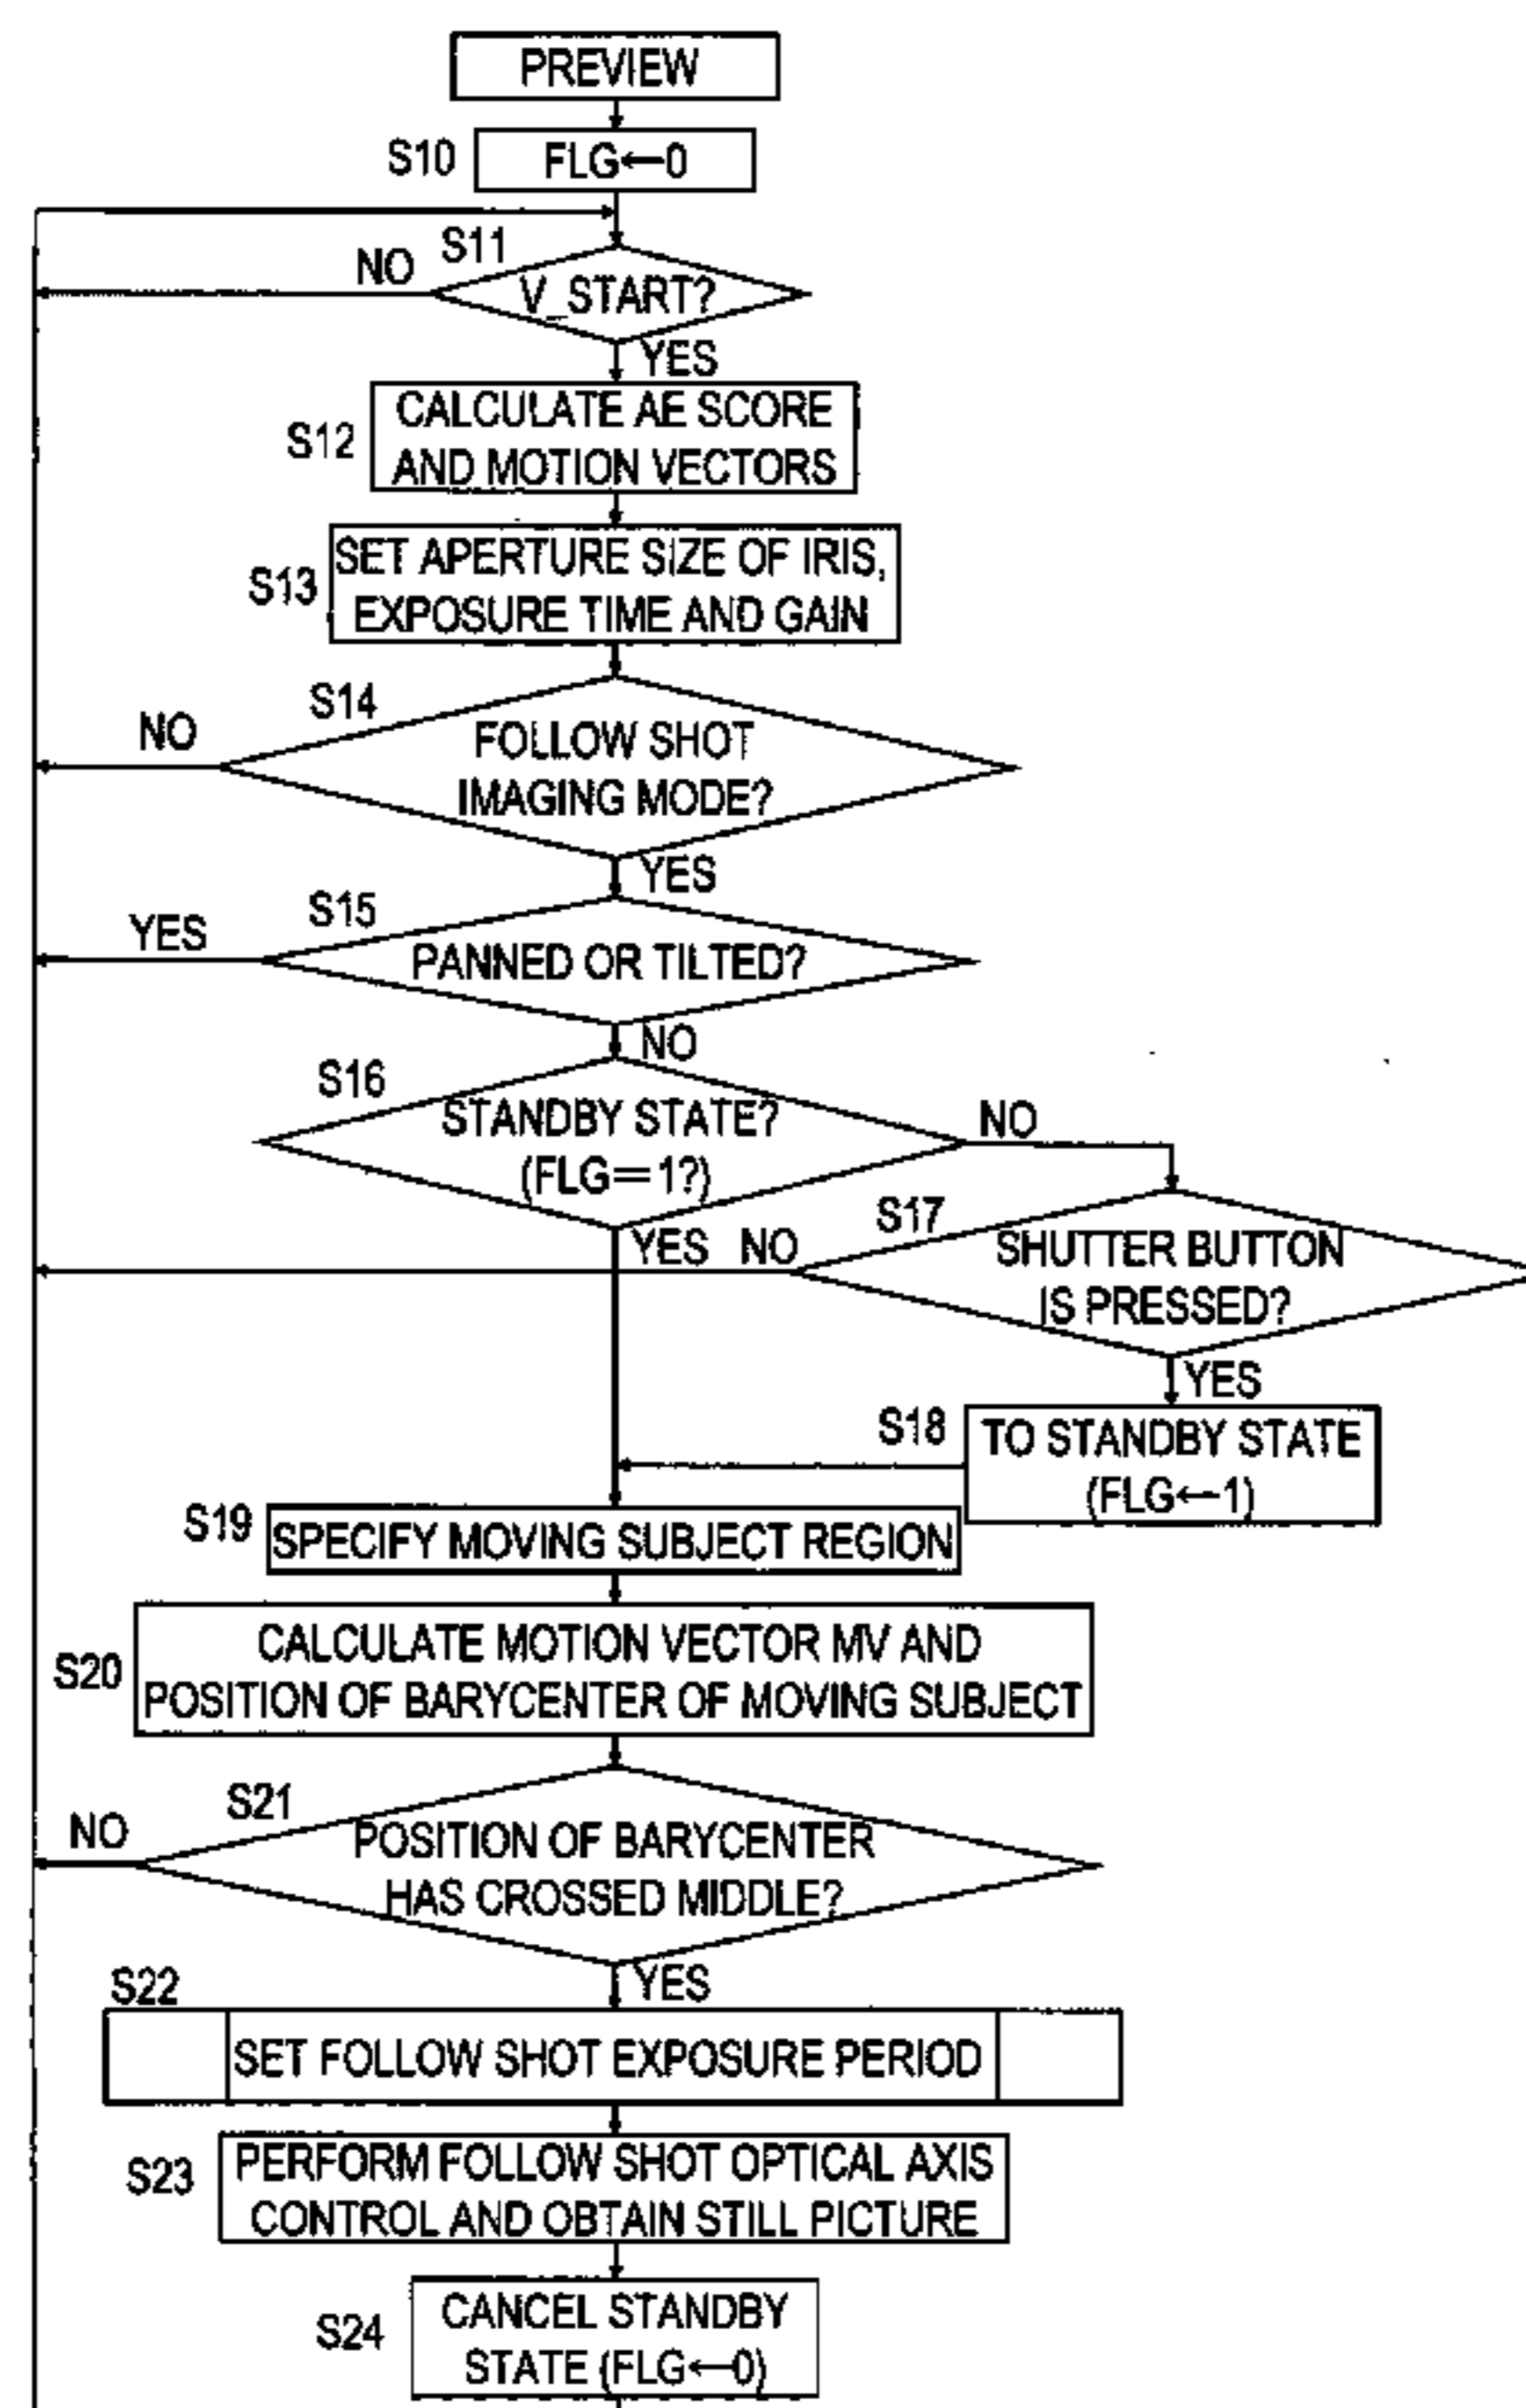 PREVIEW
S10
FLG←0
S11
NO
V_START?
YES
S12
CALCULATE AE SCORE
AND MOTION VECTORS
S13
SET APERTURE SIZE OF IRIS,
EXPOSURE TIME AND GAIN
S14
NO
FOLLOW SHOT
IMAGING MODE?
YES
S15
YES
PANNED OR TILTED?
NO
S16
STANDBY STATE?
(FLG=1?)
NO
S17
YES
NO
SHUTTER BUTTON
IS PRESSED?
YES
S18
TO STANDBY STATE
(FLG←1)
S19
SPECIFY MOVING SUBJECT REGION
S20
CALCULATE MOTION VECTOR MV AND
POSITION OF BARYCENTER OF MOVING SUBJECT
S21
NO
POSITION OF BARYCENTER
HAS CROSSED MIDDLE?
YES
S22
SET FOLLOW SHOT EXPOSURE PERIOD
S23
PERFORM FOLLOW SHOT OPTICAL AXIS
CONTROL AND OBTAIN STILL PICTURE
S24
CANCEL STANDBY
STATE (FLG←0)